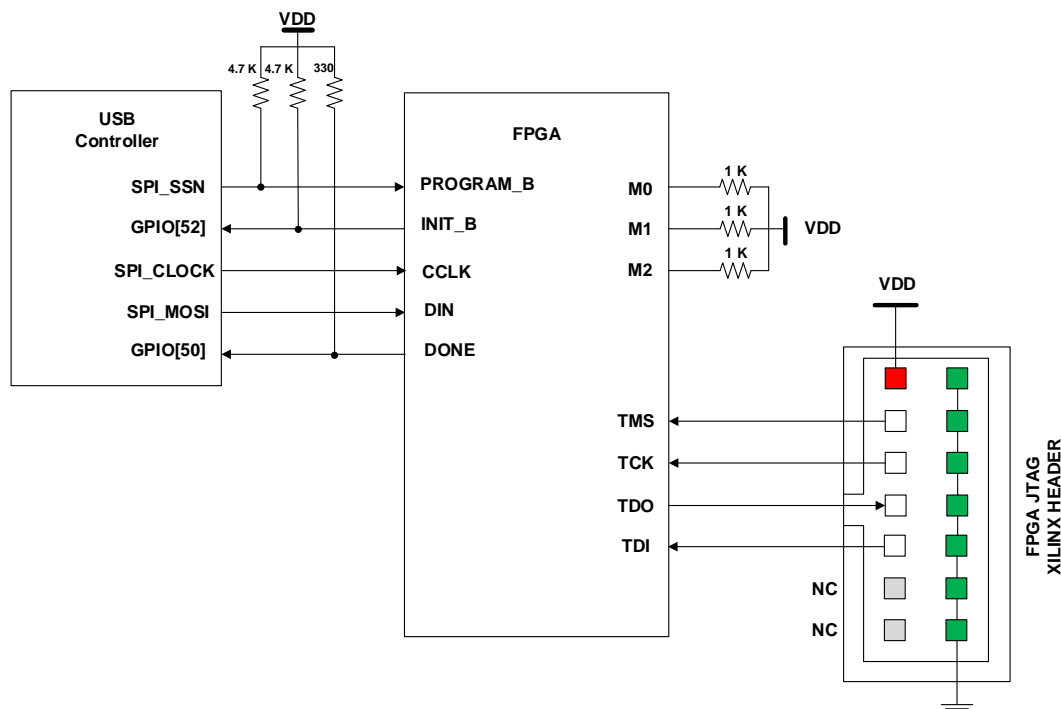 VDD
4.7 K
4.7 K
330
USB
Controller
SPI_SSN
GPIO[52]
SPI_CLOCK
SPI_MOSI
GPIO[50]
FPGA
PROGRAM_B
INIT_B
CCLK
DIN
DONE
M0
M1
M2
1 K
1 K
1 K
VDD
TMS
TCK
TDO
TDI
VDD
NC
NC
FPGA JTAG
XILINX HEADER